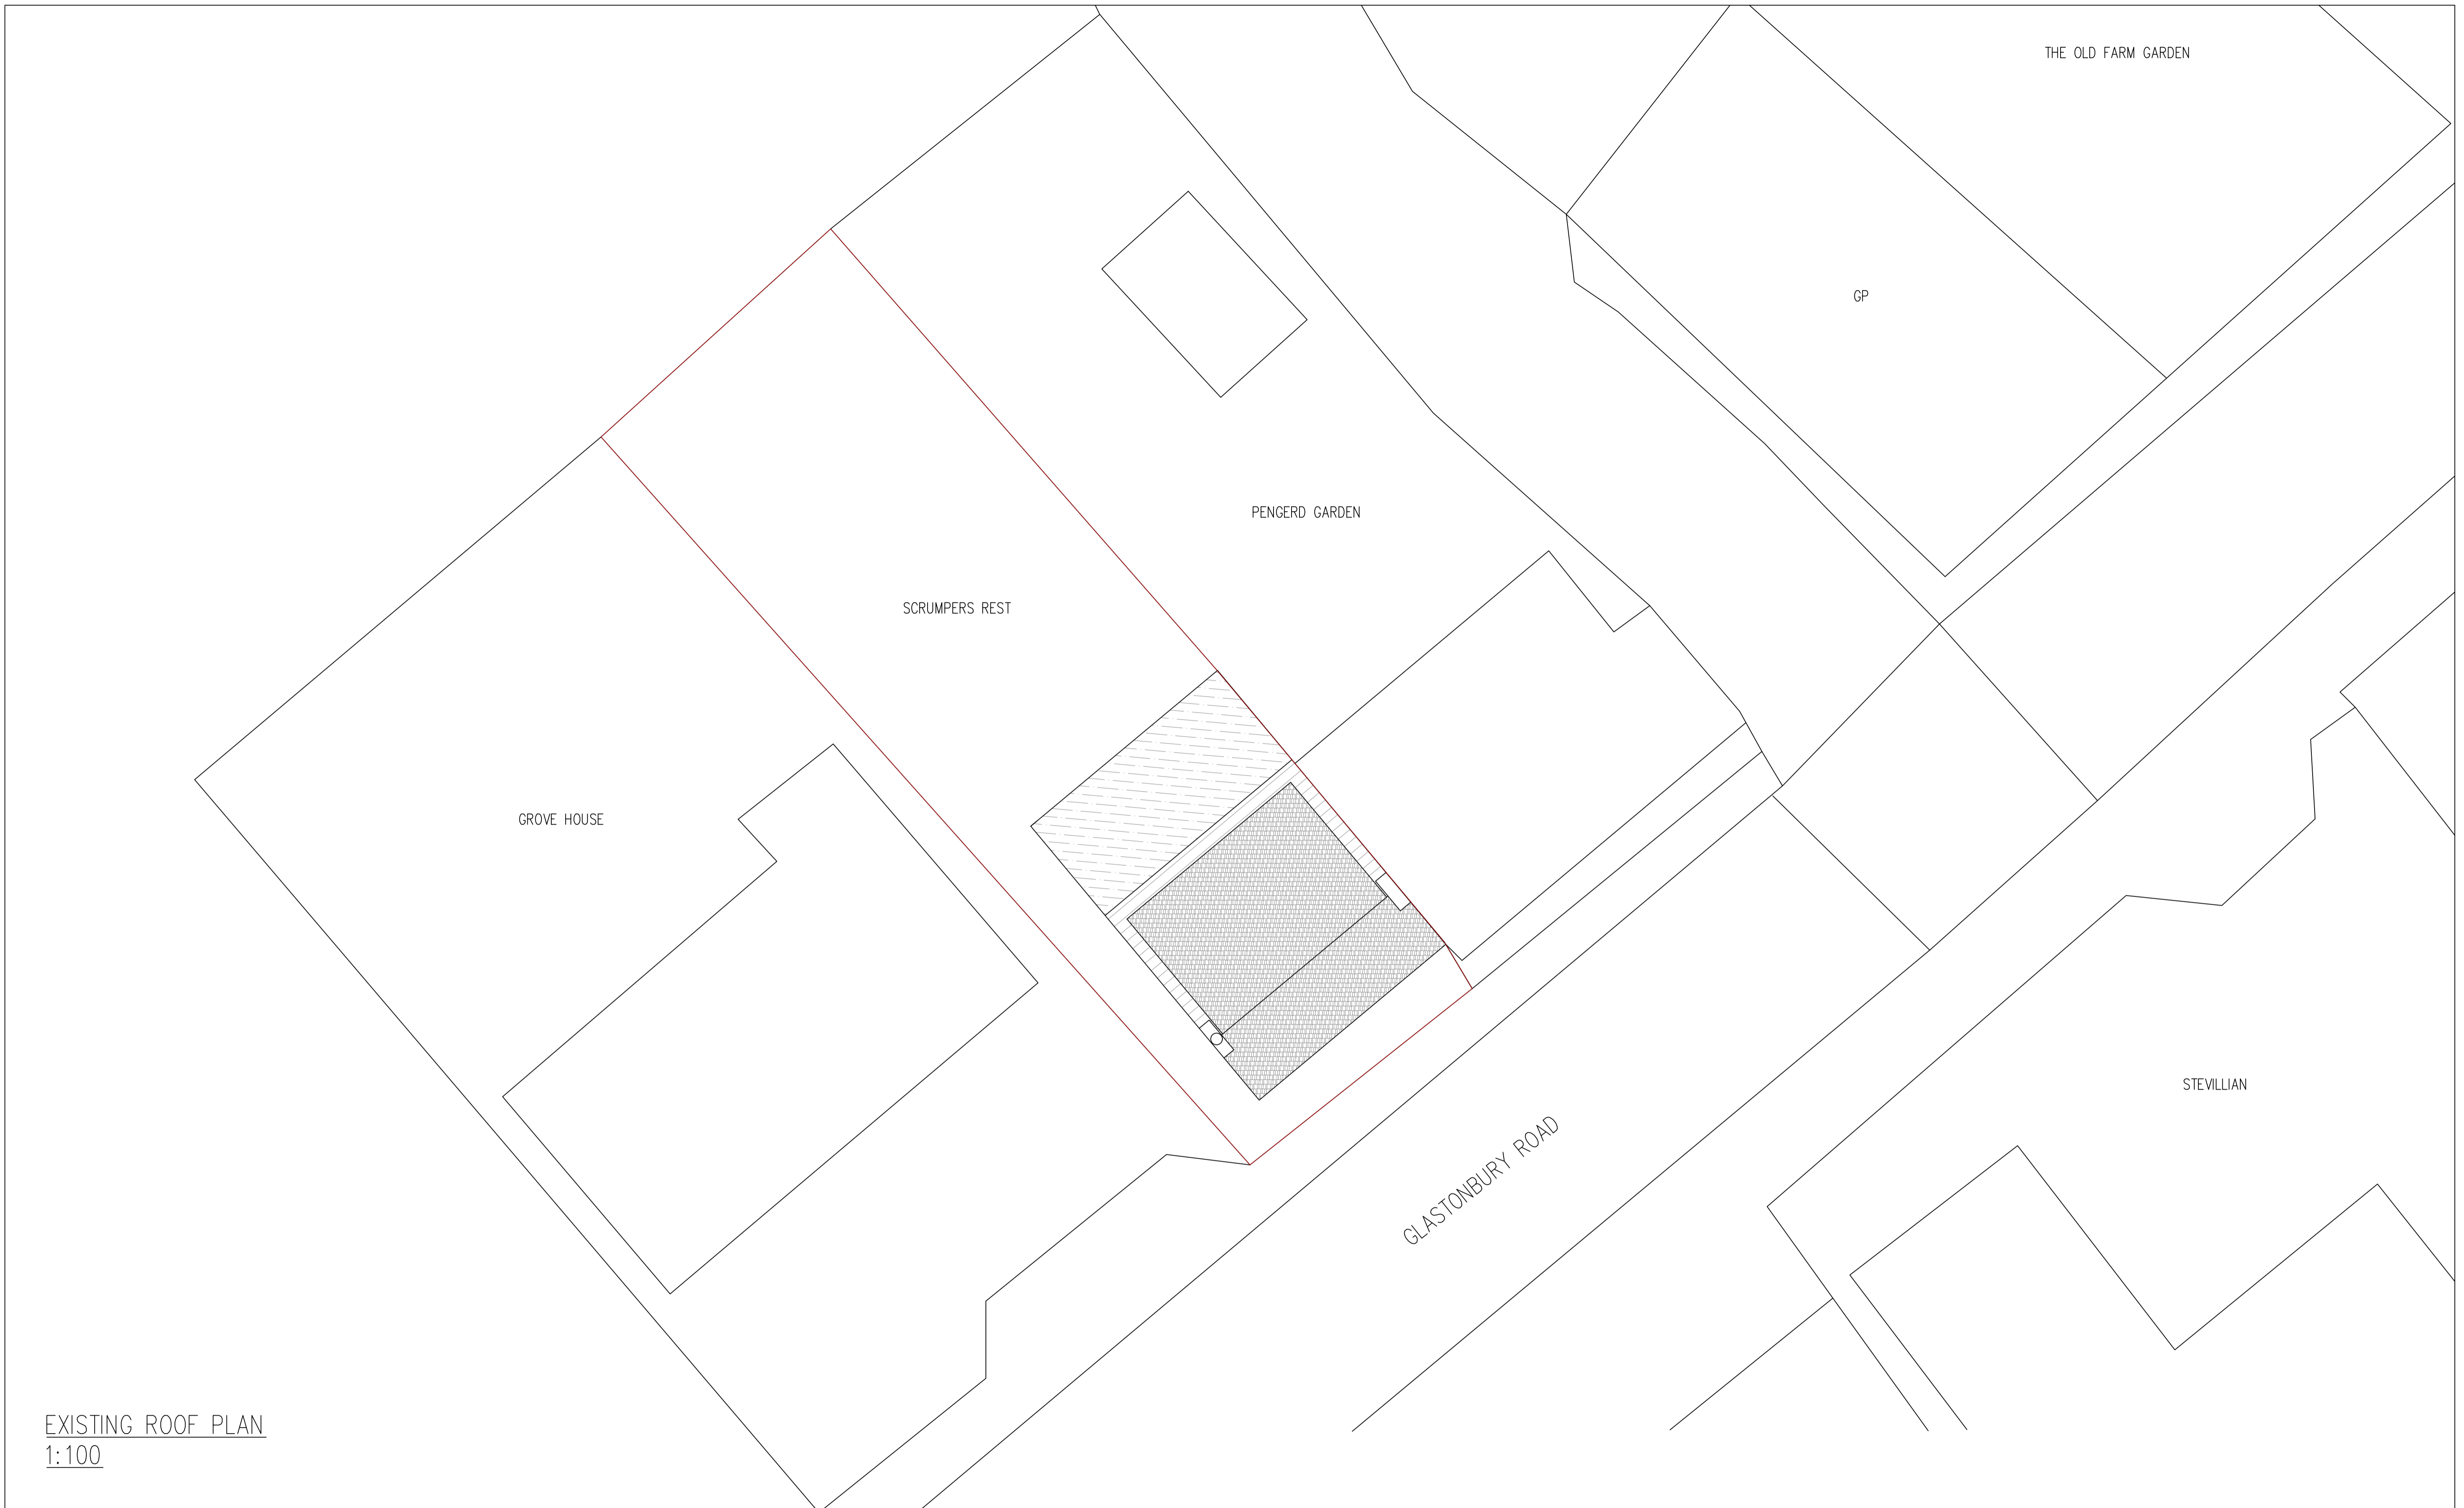 THE OLD FARM GARDEN
GP
PENGERD GARDEN
SCRUMPERS REST
GROVE HOUSE
STEVILLIAN
GLASTONBURY ROAD
EXISTING ROOF PLAN
1:100